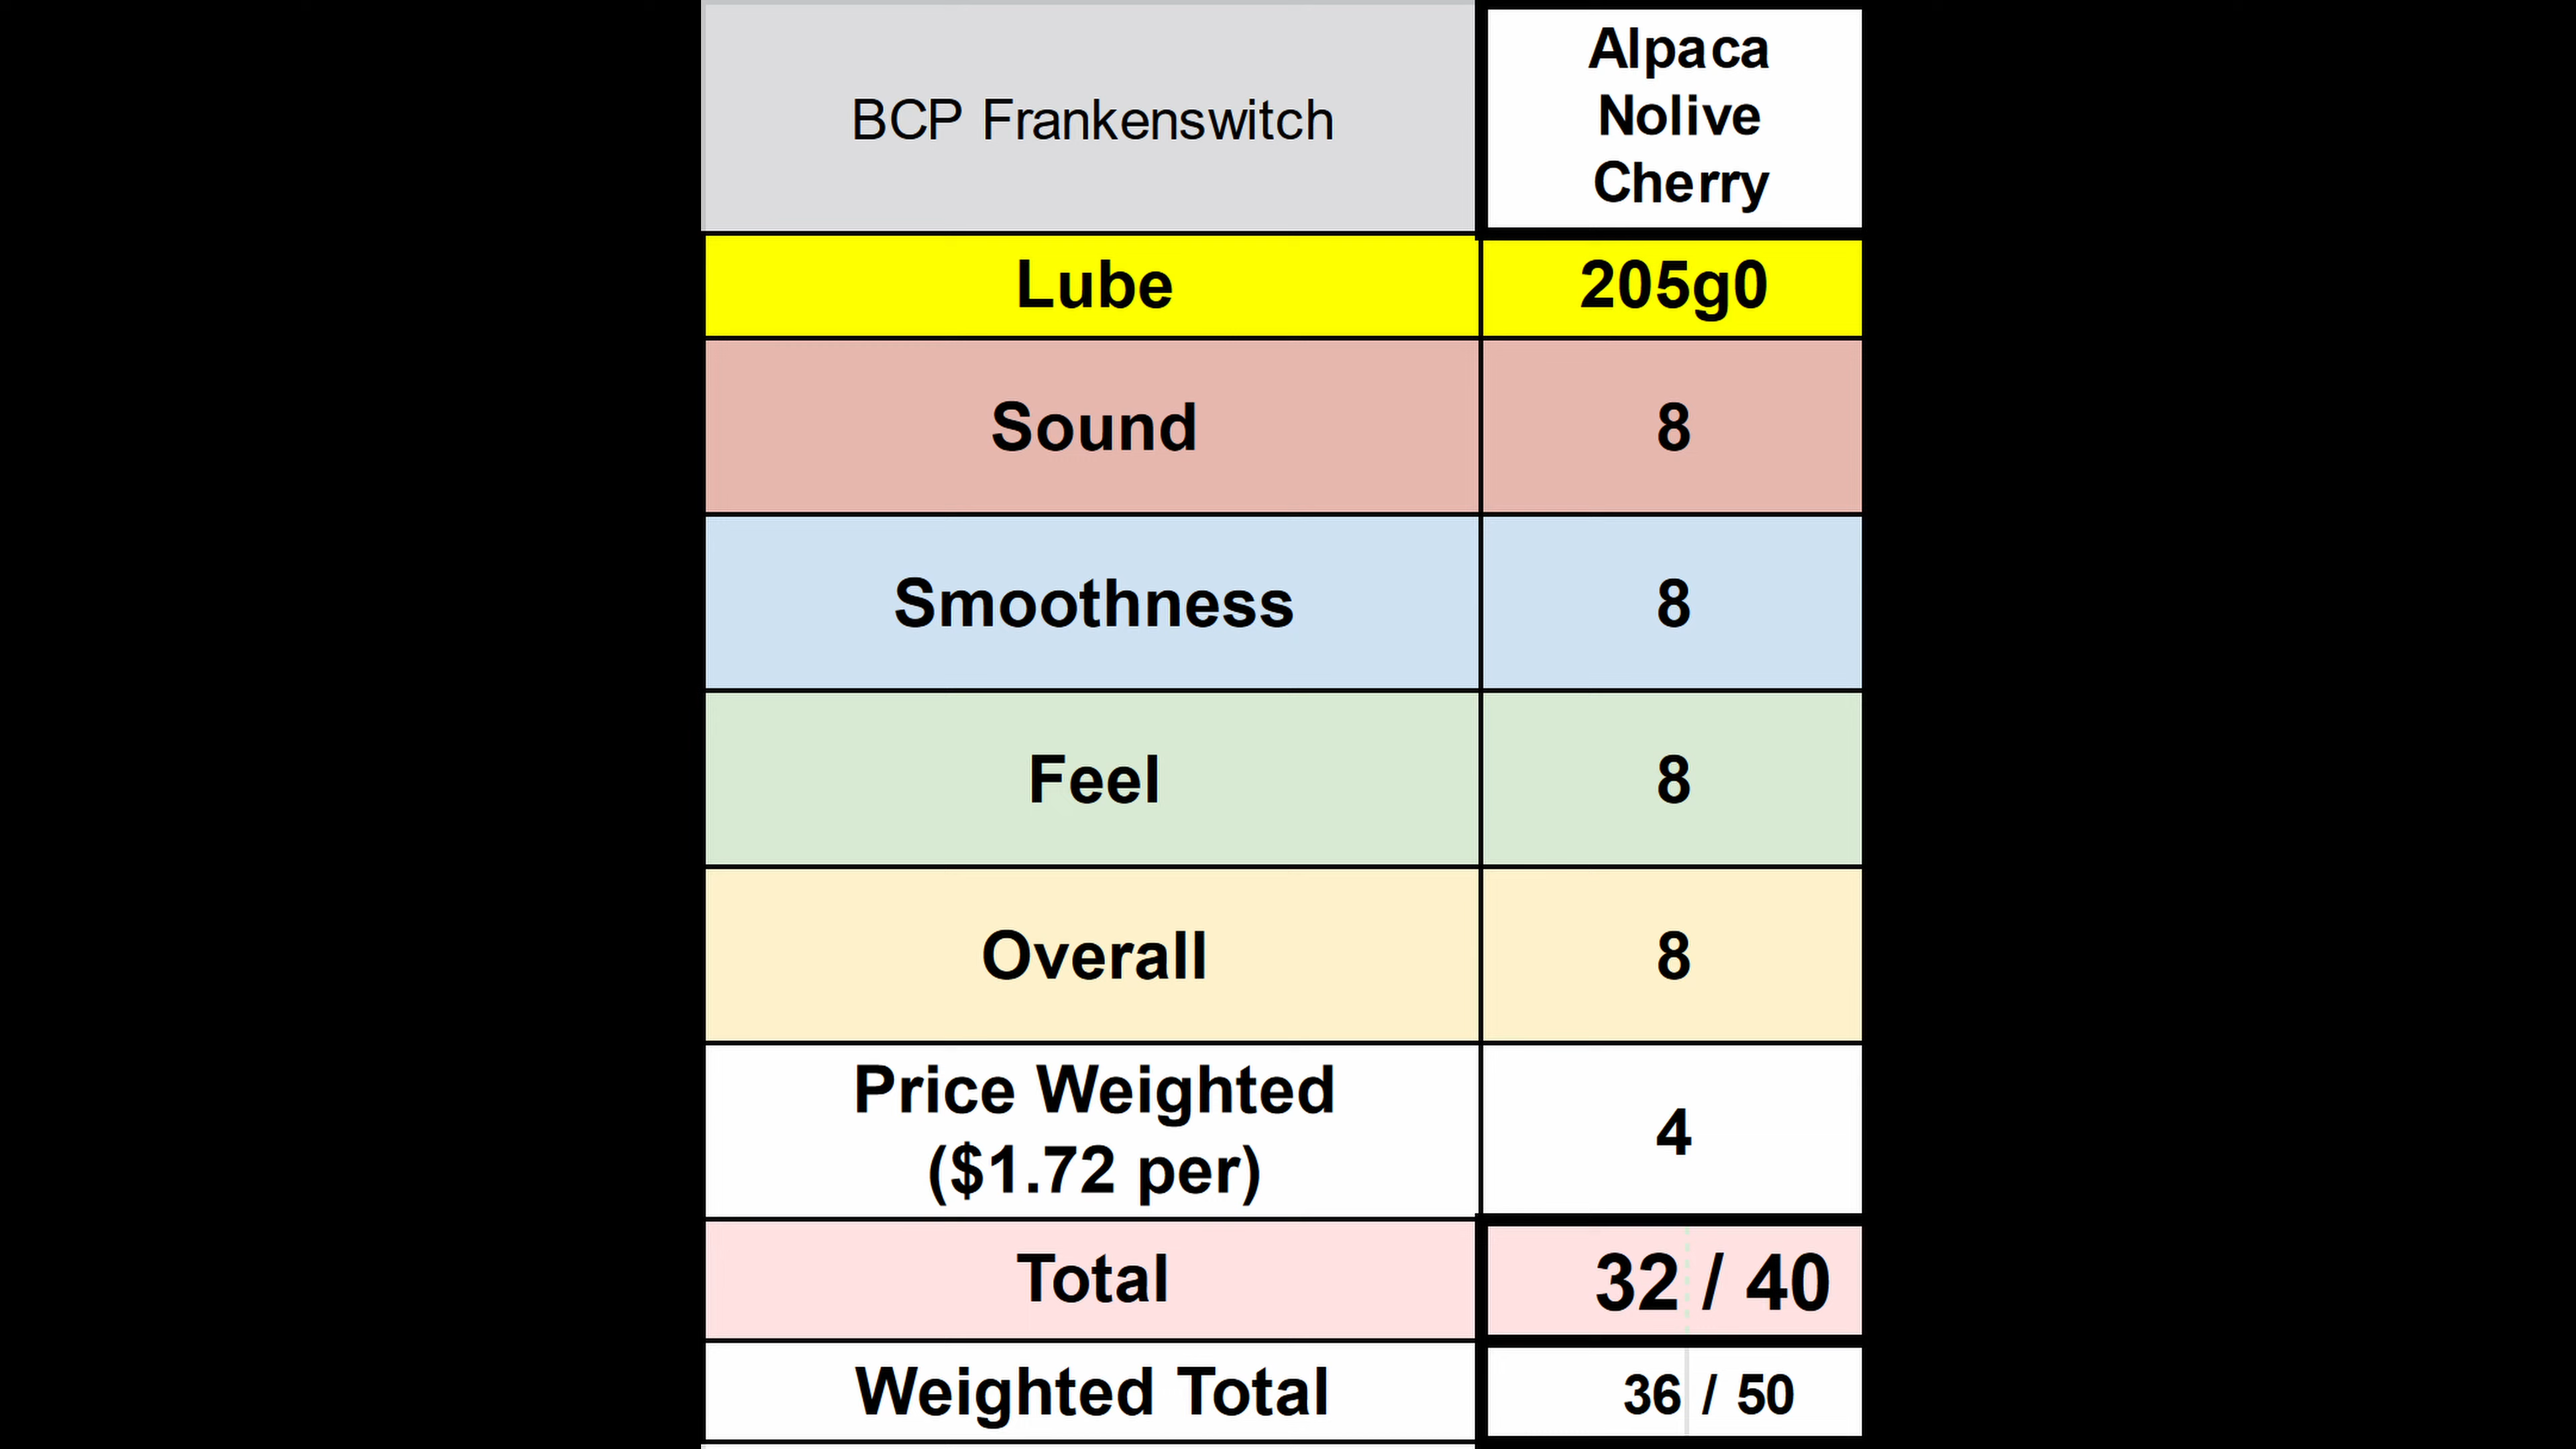 BCP Frankenswitch
Alpaca
Nolive
Cherry
Lube 205g0
Sound 8
Smoothness 8
Feel 8
Overall 8
Price Weighted
($1.72 per) 4
Total 32 / 40
Weighted Total 36 / 50